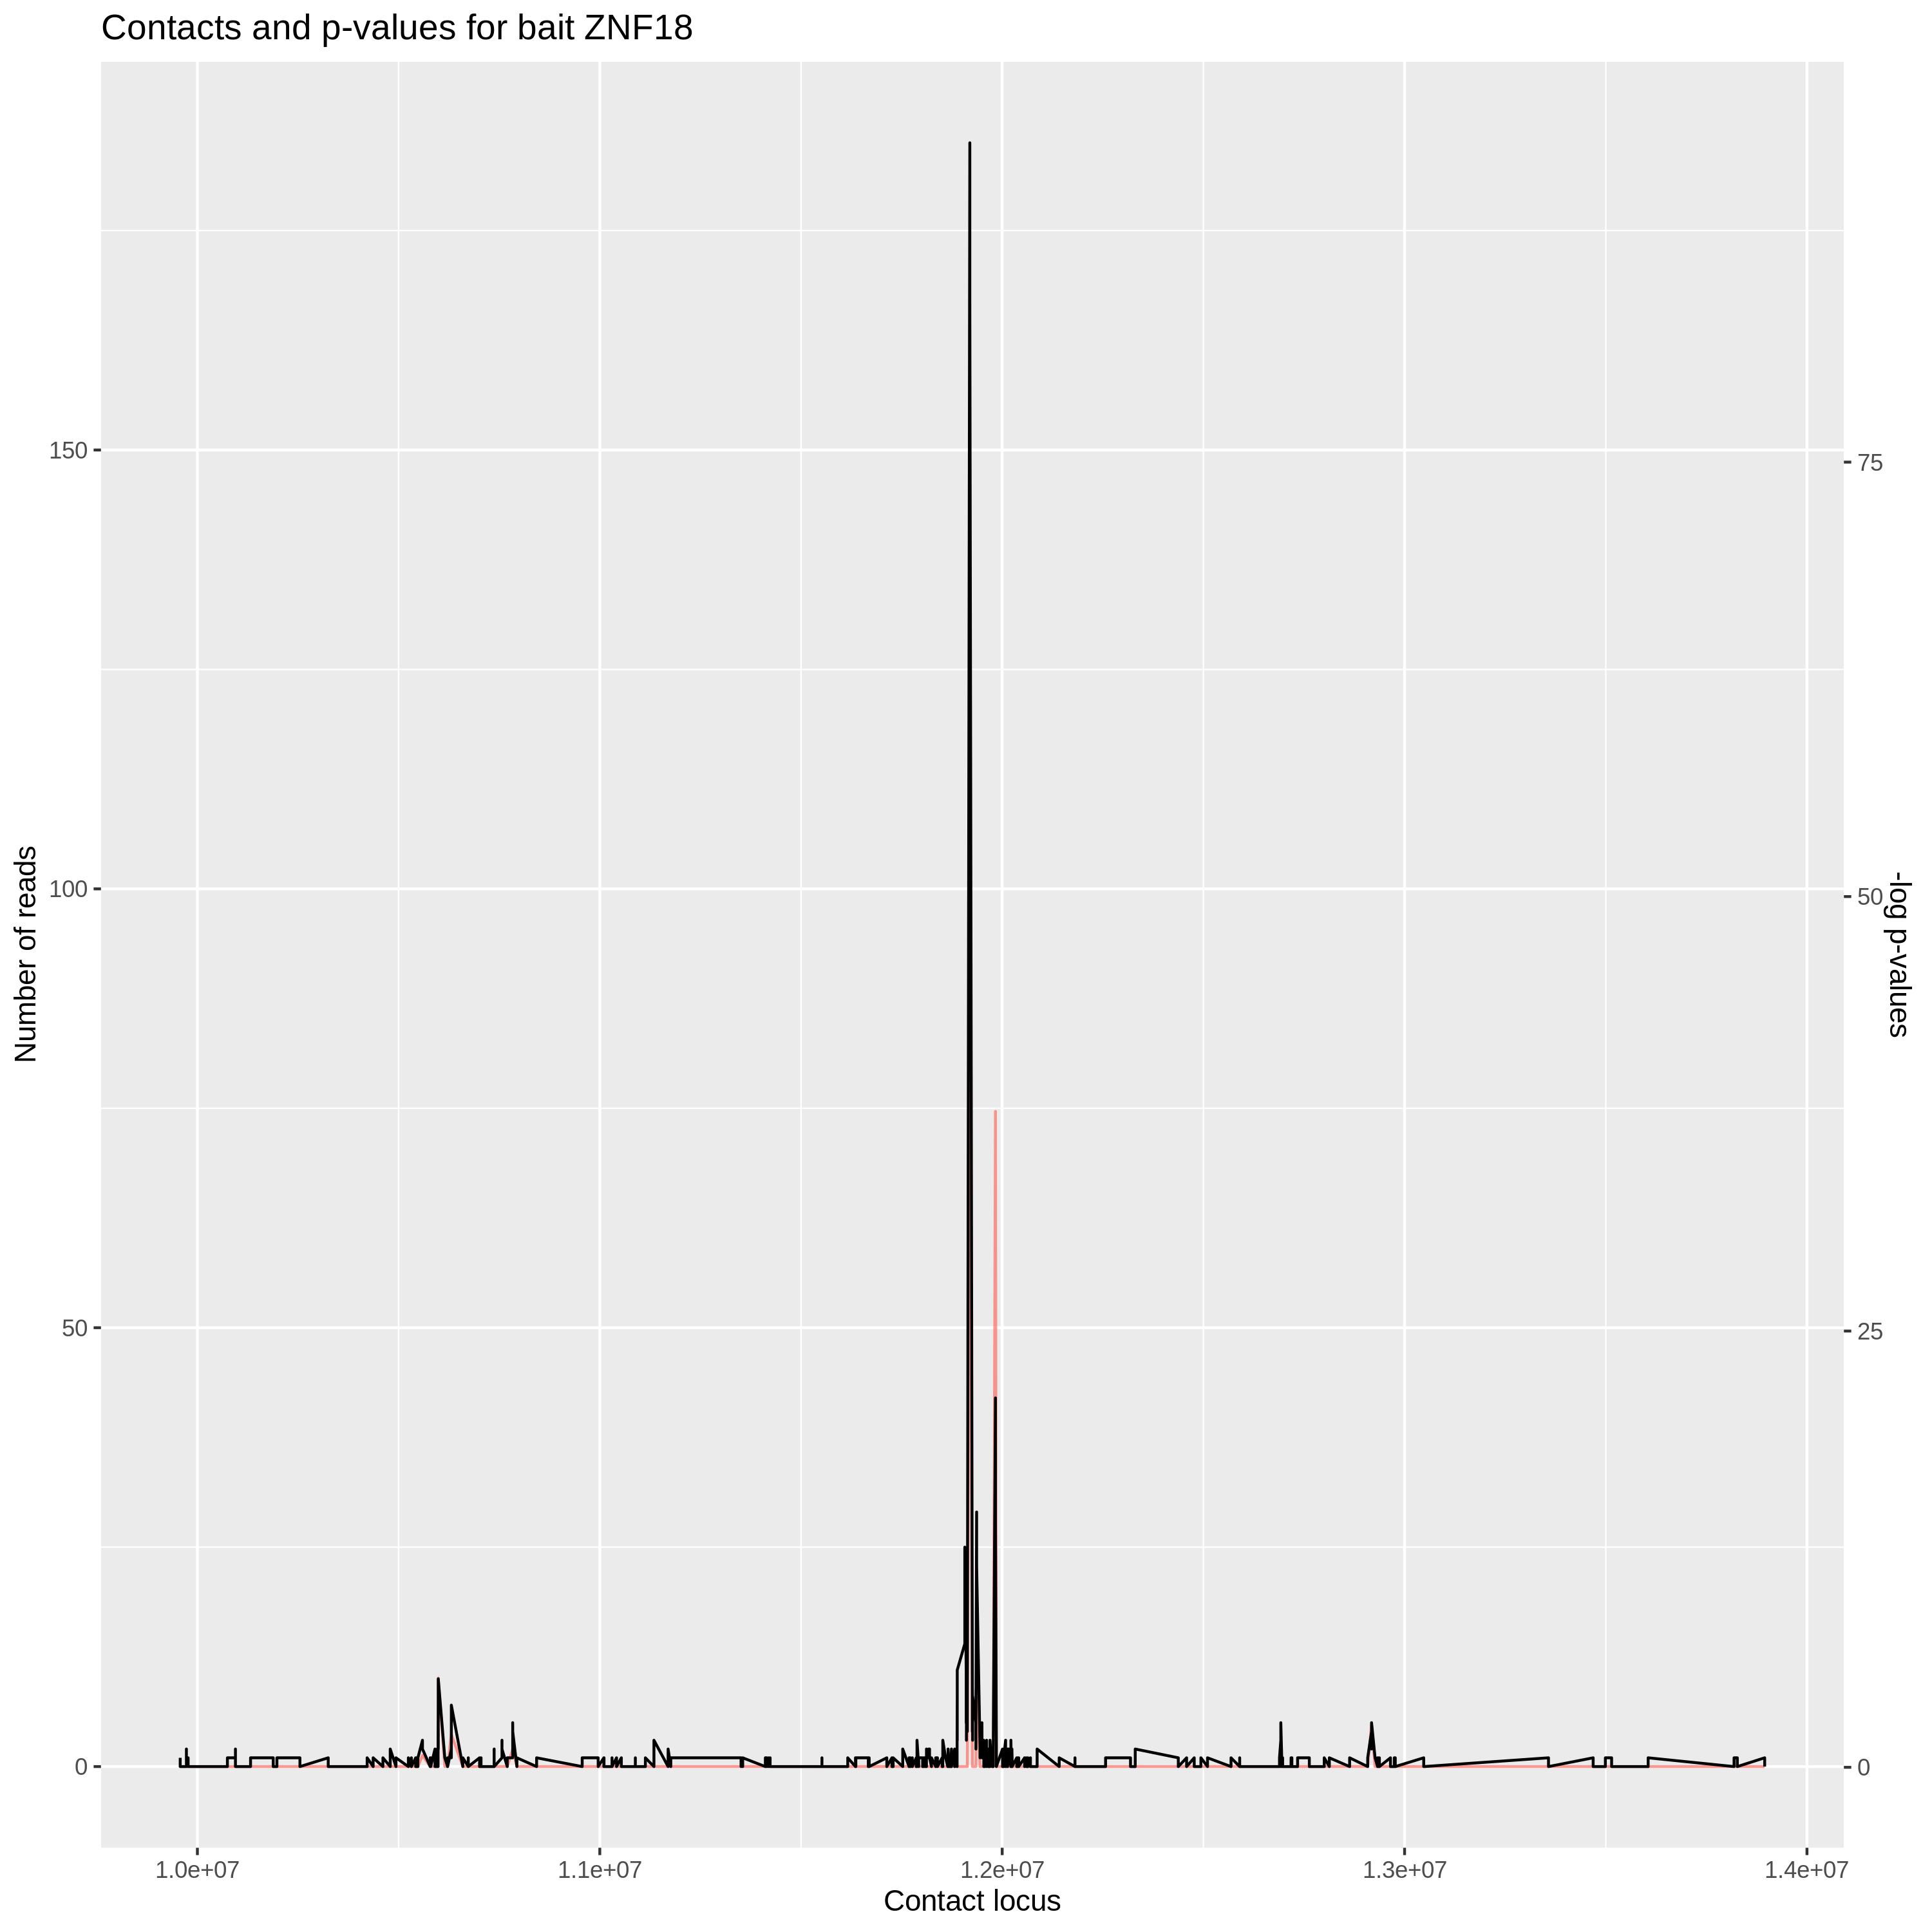 Contacts and p-values for bait ZNF18
Number of reads
150
100
50
0
75
50
25
0
-log p-values
1.0e+07 1.1e+07 1.2e+07 1.3e+07 1.4e+07
Contact locus